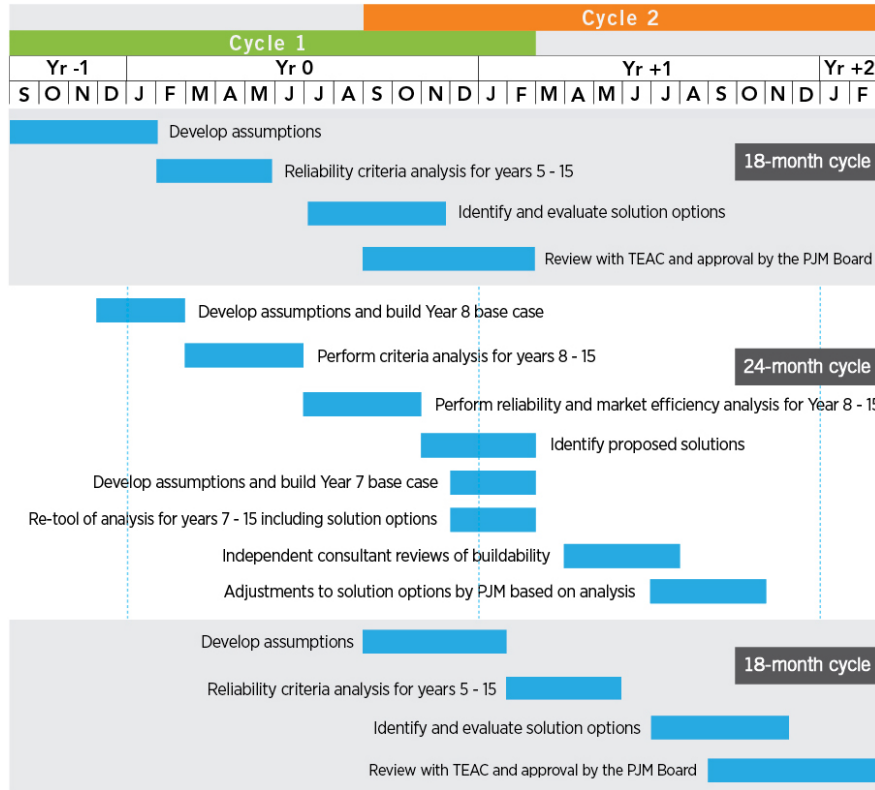 Cycle 2
Cycle 1
Yr -1 Yr 0 Yr +1 Yr +2
S O N D J F M A M J J A S O N D J F M A M J J A S O N D J F
Develop assumptions
18-month cycle
Reliability criteria analysis for years 5 - 15
Identify and evaluate solution options
Review with TEAC and approval by the PJM Board
Develop assumptions and build Year 8 base case
Perform criteria analysis for years 8 - 15
24-month cycle
Perform reliability and market efficiency analysis for Year 8 - 15
Identify proposed solutions
Develop assumptions and build Year 7 base case
Re-tool of analysis for years 7 - 15 including solution options
Independent consultant reviews of buildability
Adjustments to solution options by PJM based on analysis
Develop assumptions
18-month cycle
Reliability criteria analysis for years 5 - 15
Identify and evaluate solution options
Review with TEAC and approval by the PJM Board